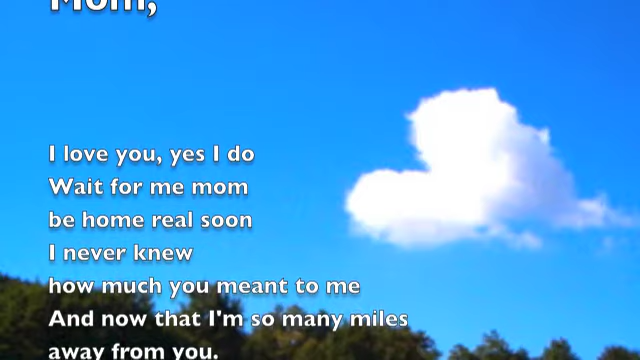 Mom,
I love you, yes I do
Wait for me mom
be home real soon
I never knew
how much you meant to me
And now that I'm so many miles
away from you.